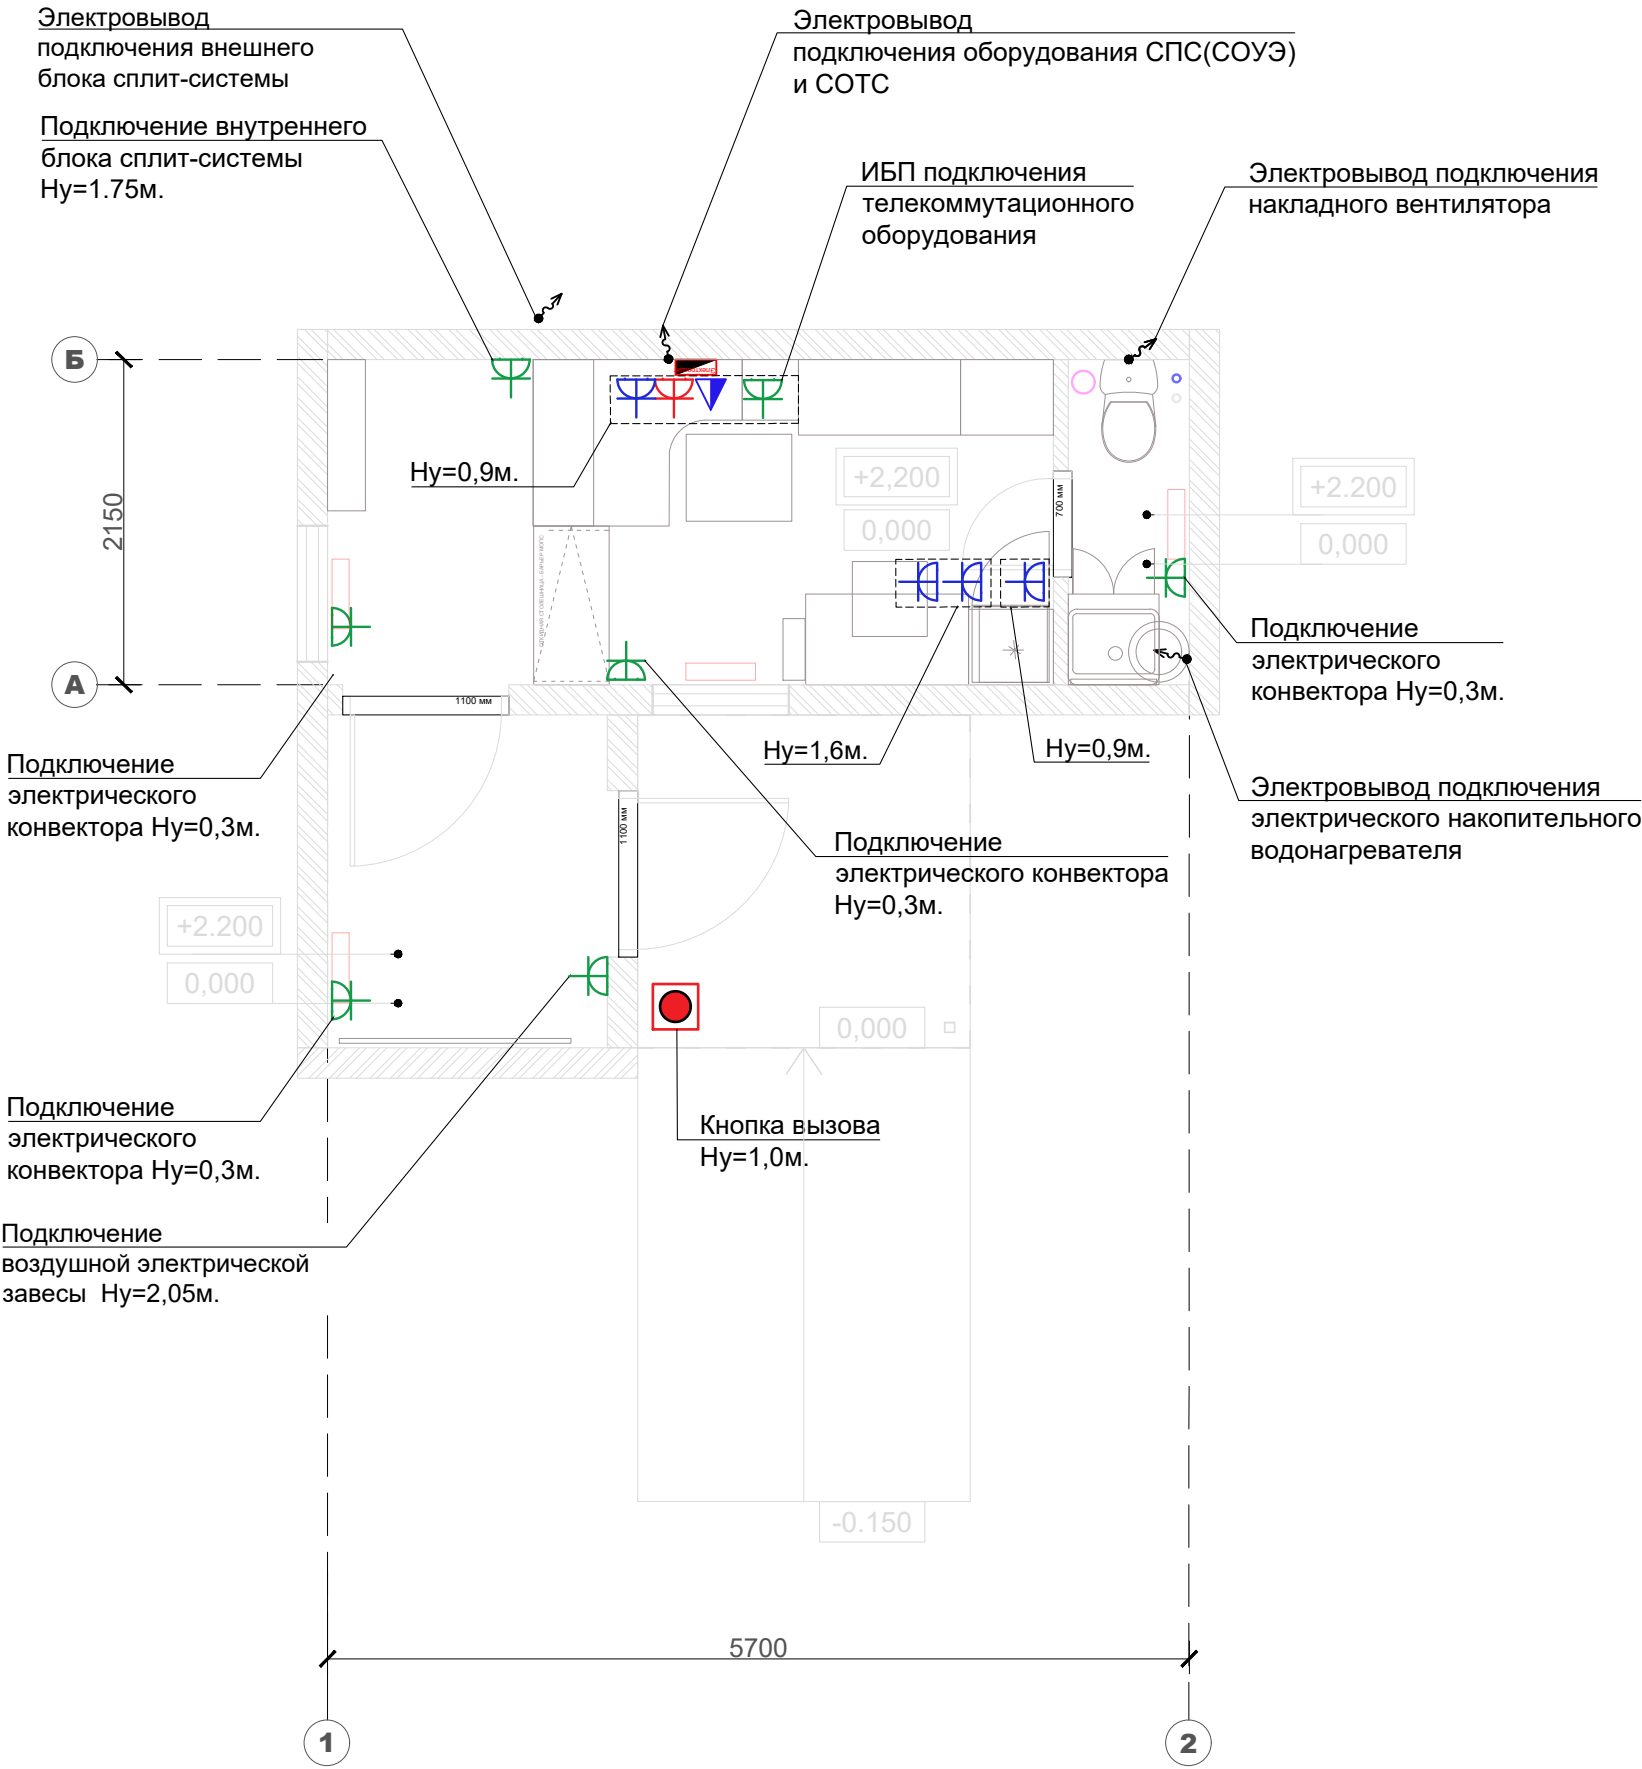 Электровывод
подключения внешнего
блока сплит-системы
Электровывод
подключения оборудования СПС(СОУЭ)
и СОТС
Подключение внутреннего
блока сплит-системы
Ну=1.75м.
ИБП подключения
телекоммутационного
оборудования
Электровывод подключения
накладного вентилятора
Б
Ну=0,9м.
+2,200
0,000
700 мм
+2.200
0,000
2150
А
1100 мм
Подключение
электрического
конвектора Ну=0,3м.
Ну=1,6м.
Ну=0,9м.
Подключение
электрического
конвектора Ну=0,3м.
Электровывод подключения
электрического накопительного
водонагревателя
1100 мм
Подключение
электрического конвектора
Ну=0,3м.
+2.200
0,000
0,000
Подключение
электрического
конвектора Ну=0,3м.
Кнопка вызова
Ну=1,0м.
Подключение
воздушной электрической
завесы Ну=2,05м.
-0.150
5700
1
2